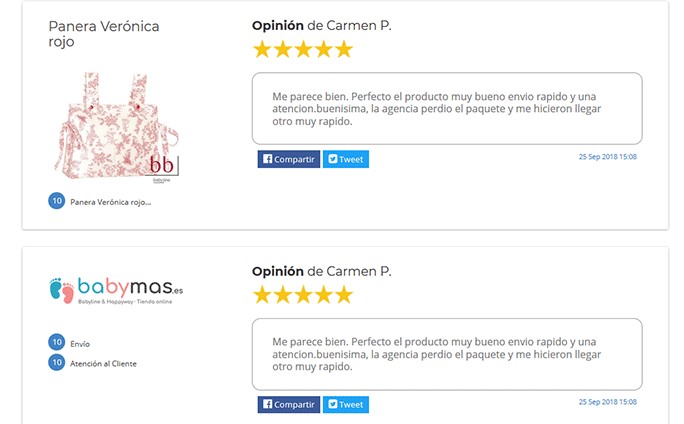 Panera Verónica
rojo
bb
babyline
10 Panera Verónica rojo...
Opinión de Carmen P.
Me parece bien. Perfecto el producto muy bueno envio rapido y una
atencion.buenisima, la agencia perdio el paquete y me hicieron llegar
otro muy rapido.
Compartir Tweet
25 Sep 2018 15:08
babymas.es
Babyline & Happyway · Tienda online
10 Envío
10 Atención al Cliente
Opinión de Carmen P.
Me parece bien. Perfecto el producto muy bueno envio rapido y una
atencion.buenisima, la agencia perdio el paquete y me hicieron llegar
otro muy rapido.
Compartir Tweet
25 Sep 2018 15:08